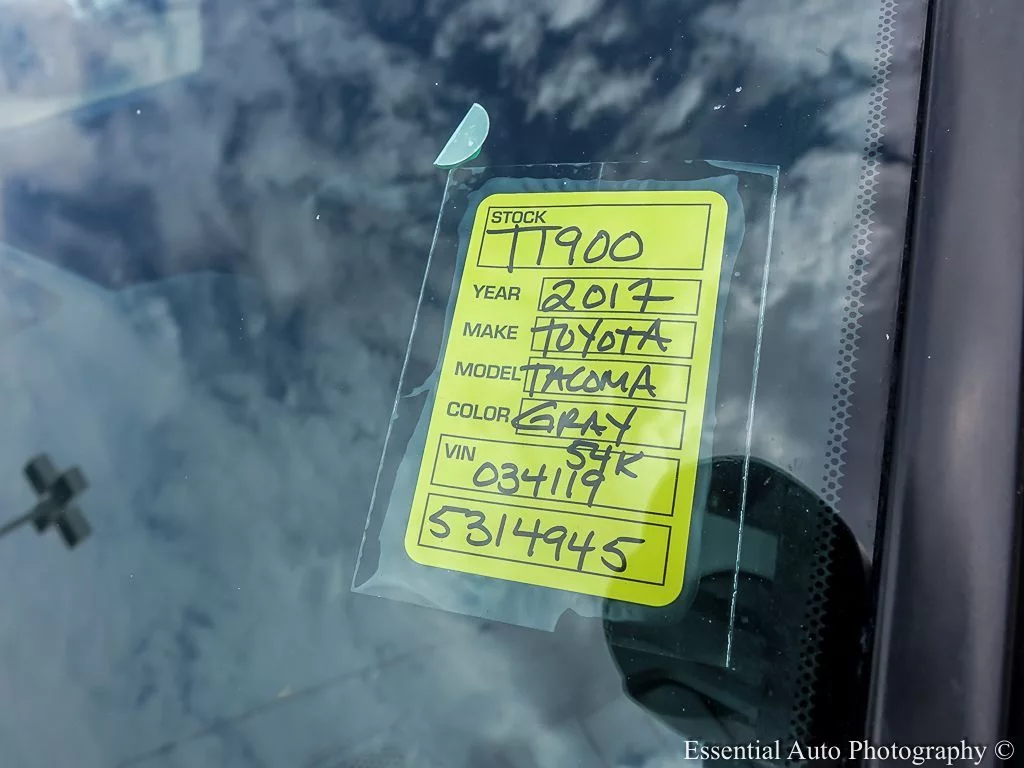 STOCK
TT900
YEAR 2017
MAKE TOYOTA
MODEL TACOMA
COLOR GRAY
54K
VIN 034119
5314945
Essential Auto Photography ©